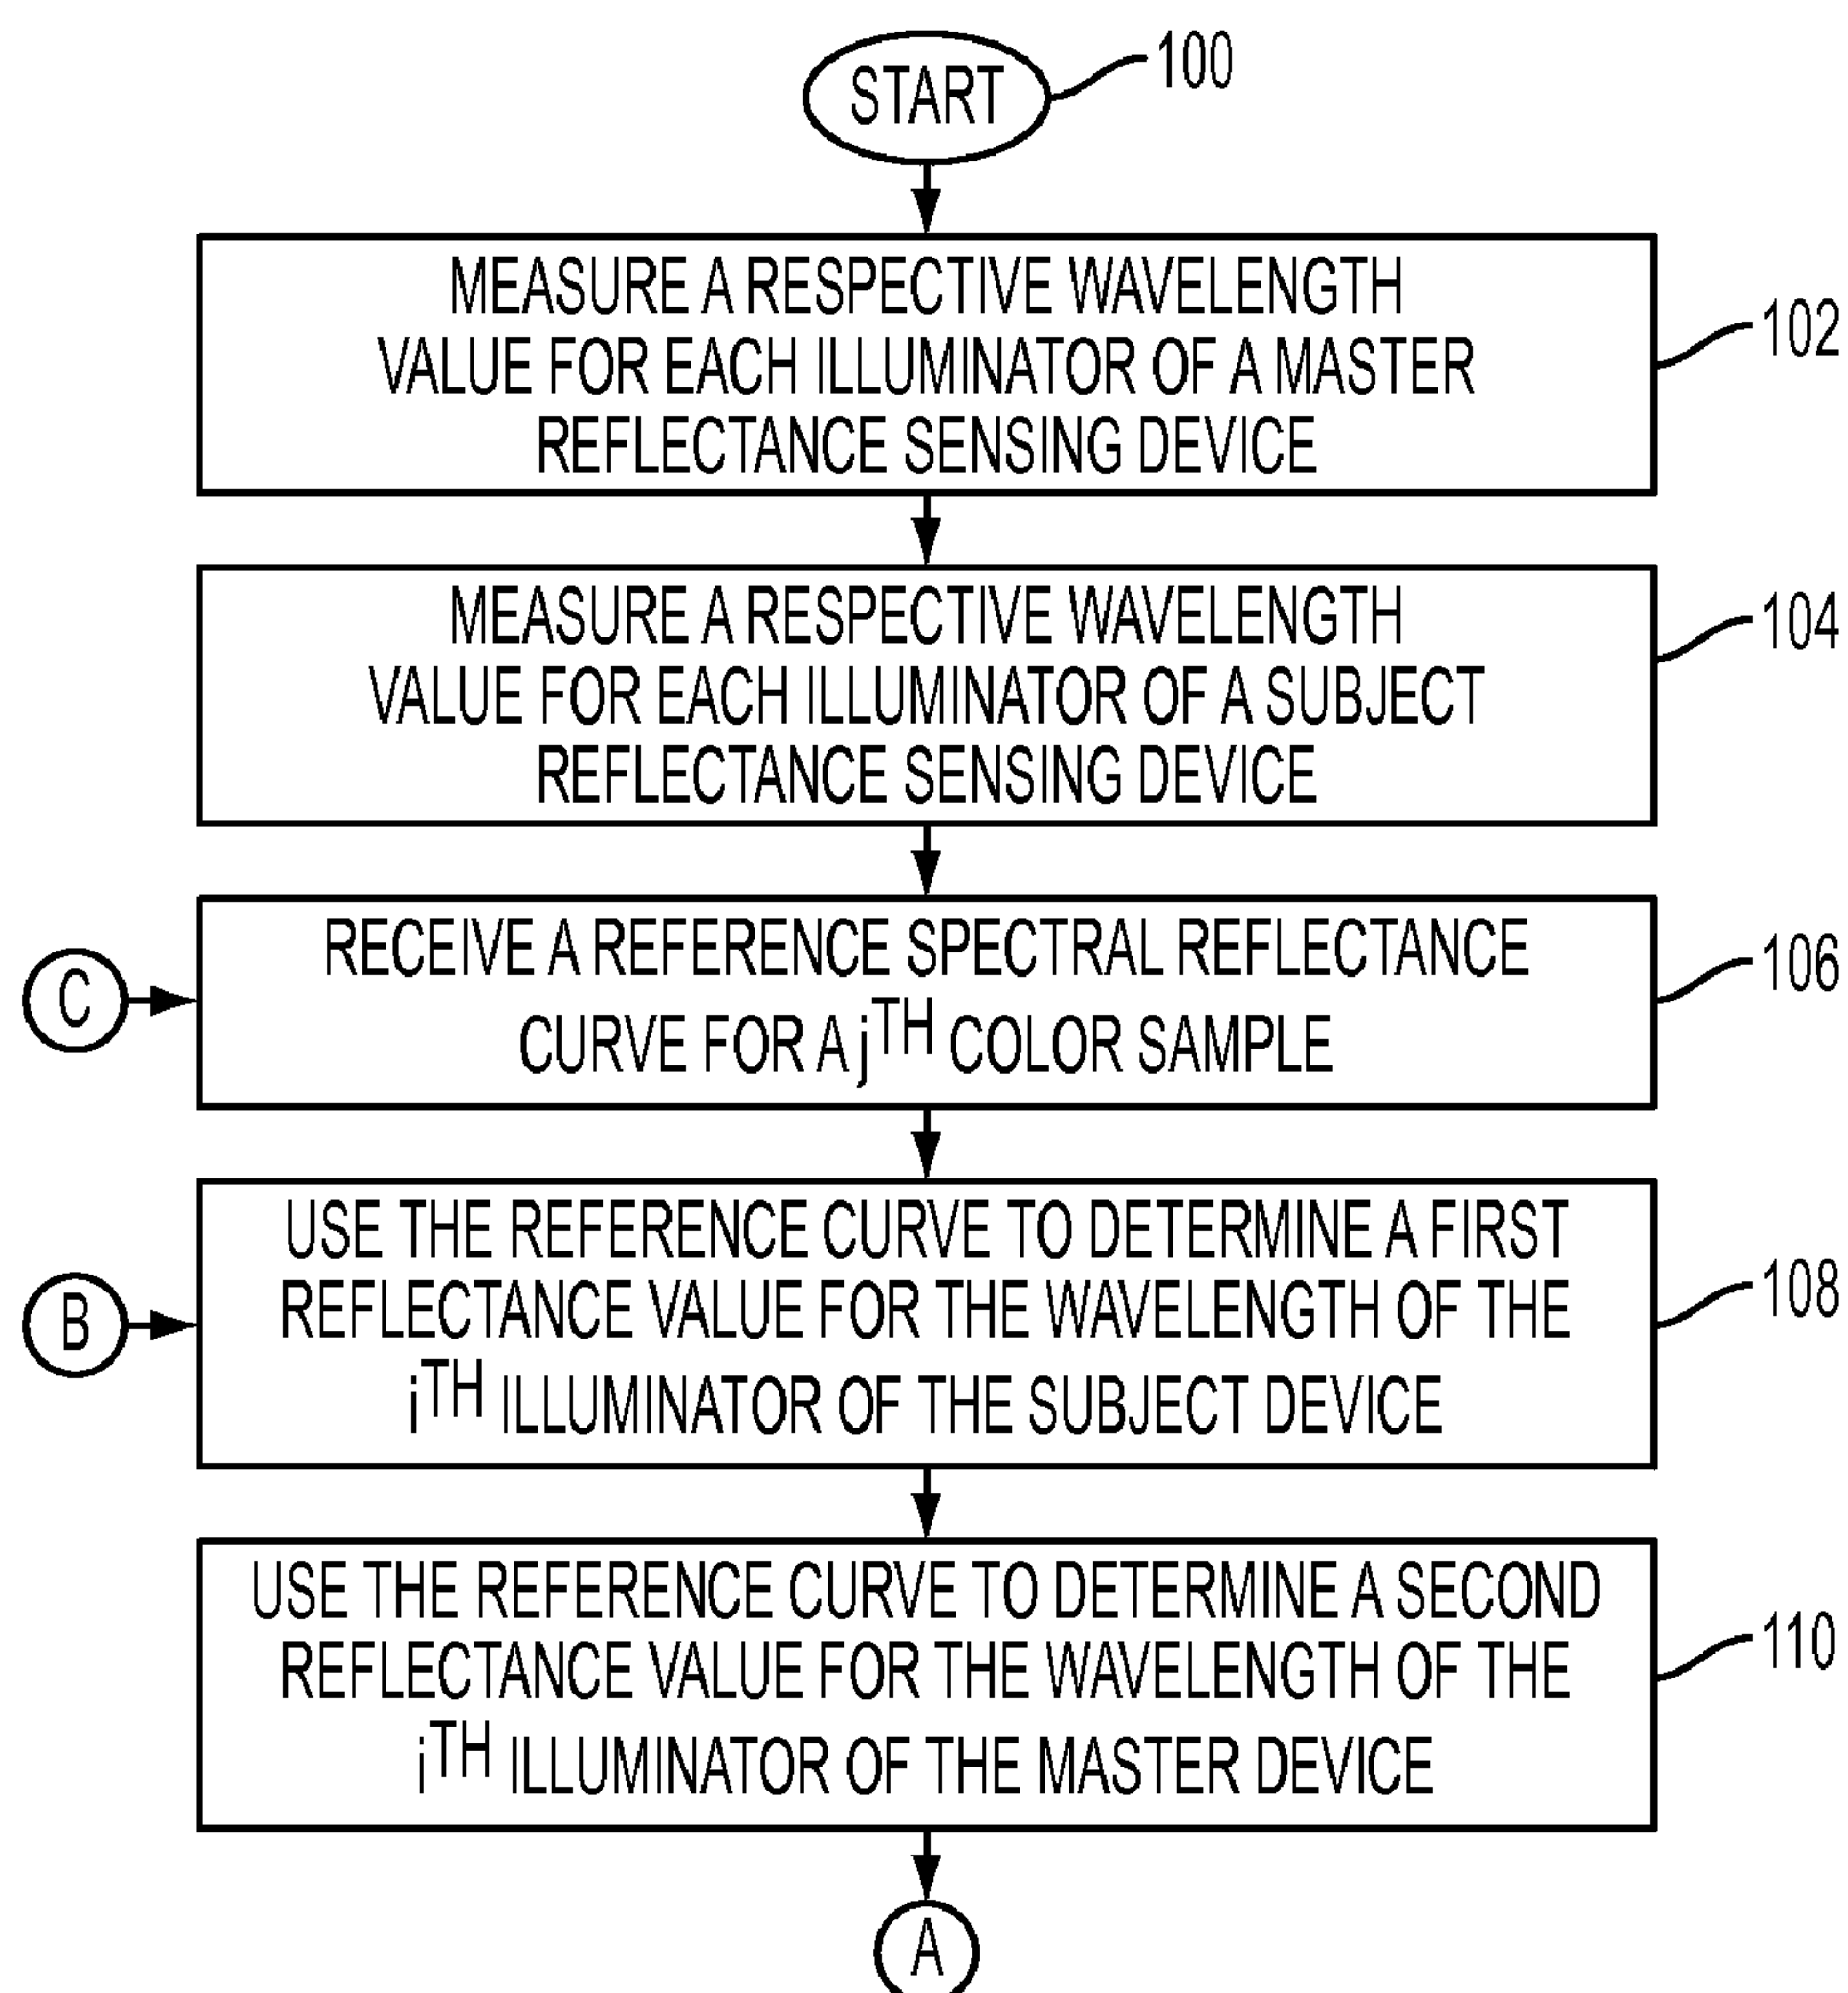 START
100
MEASURE A RESPECTIVE WAVELENGTH
VALUE FOR EACH ILLUMINATOR OF A MASTER
REFLECTANCE SENSING DEVICE
102
MEASURE A RESPECTIVE WAVELENGTH
VALUE FOR EACH ILLUMINATOR OF A SUBJECT
REFLECTANCE SENSING DEVICE
104
C
RECEIVE A REFERENCE SPECTRAL REFLECTANCE
CURVE FOR A jTH COLOR SAMPLE
106
B
USE THE REFERENCE CURVE TO DETERMINE A FIRST
REFLECTANCE VALUE FOR THE WAVELENGTH OF THE
iTH ILLUMINATOR OF THE SUBJECT DEVICE
108
USE THE REFERENCE CURVE TO DETERMINE A SECOND
REFLECTANCE VALUE FOR THE WAVELENGTH OF THE
iTH ILLUMINATOR OF THE MASTER DEVICE
110
A